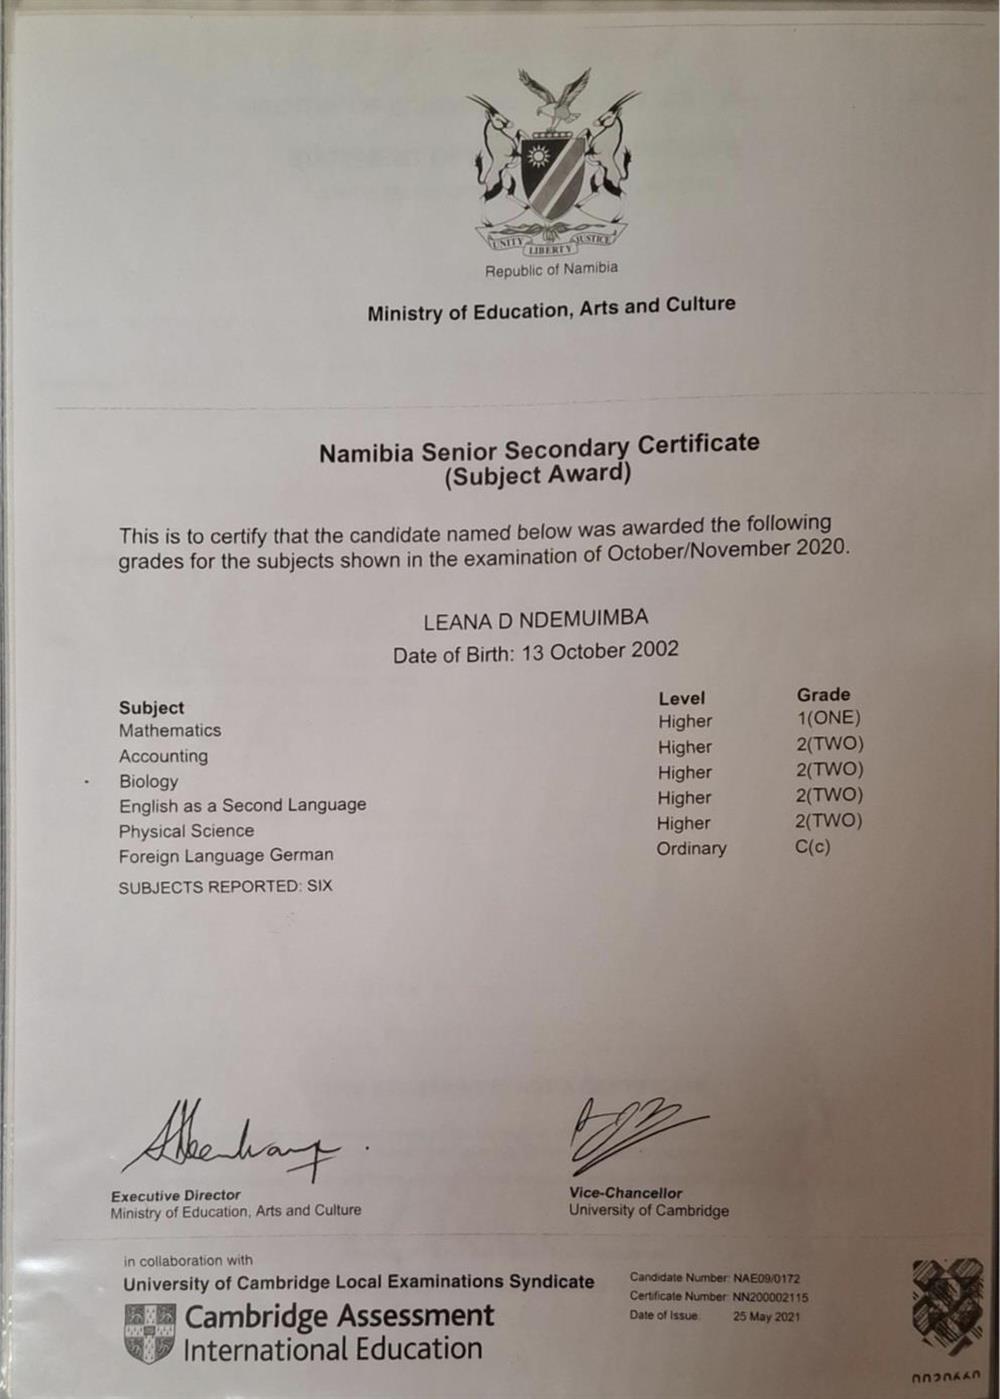 UNITY LIBERTY JUSTICE
Republic of Namibia
Ministry of Education, Arts and Culture
Namibia Senior Secondary Certificate
(Subject Award)
This is to certify that the candidate named below was awarded the following
grades for the subjects shown in the examination of October/November 2020.
LEANA D NDEMUIMBA
Date of Birth: 13 October 2002
Subject Level Grade
Mathematics Higher 1(ONE)
Accounting Higher 2(TWO)
Biology Higher 2(TWO)
English as a Second Language Higher 2(TWO)
Physical Science Higher 2(TWO)
Foreign Language German Ordinary C(c)
SUBJECTS REPORTED: SIX
Executive Director
Ministry of Education, Arts and Culture
Vice-Chancellor
University of Cambridge
in collaboration with
University of Cambridge Local Examinations Syndicate
Cambridge Assessment
International Education
Candidate Number: NAE09/0172
Certificate Number: NN200002115
Date of Issue 25 May 2021